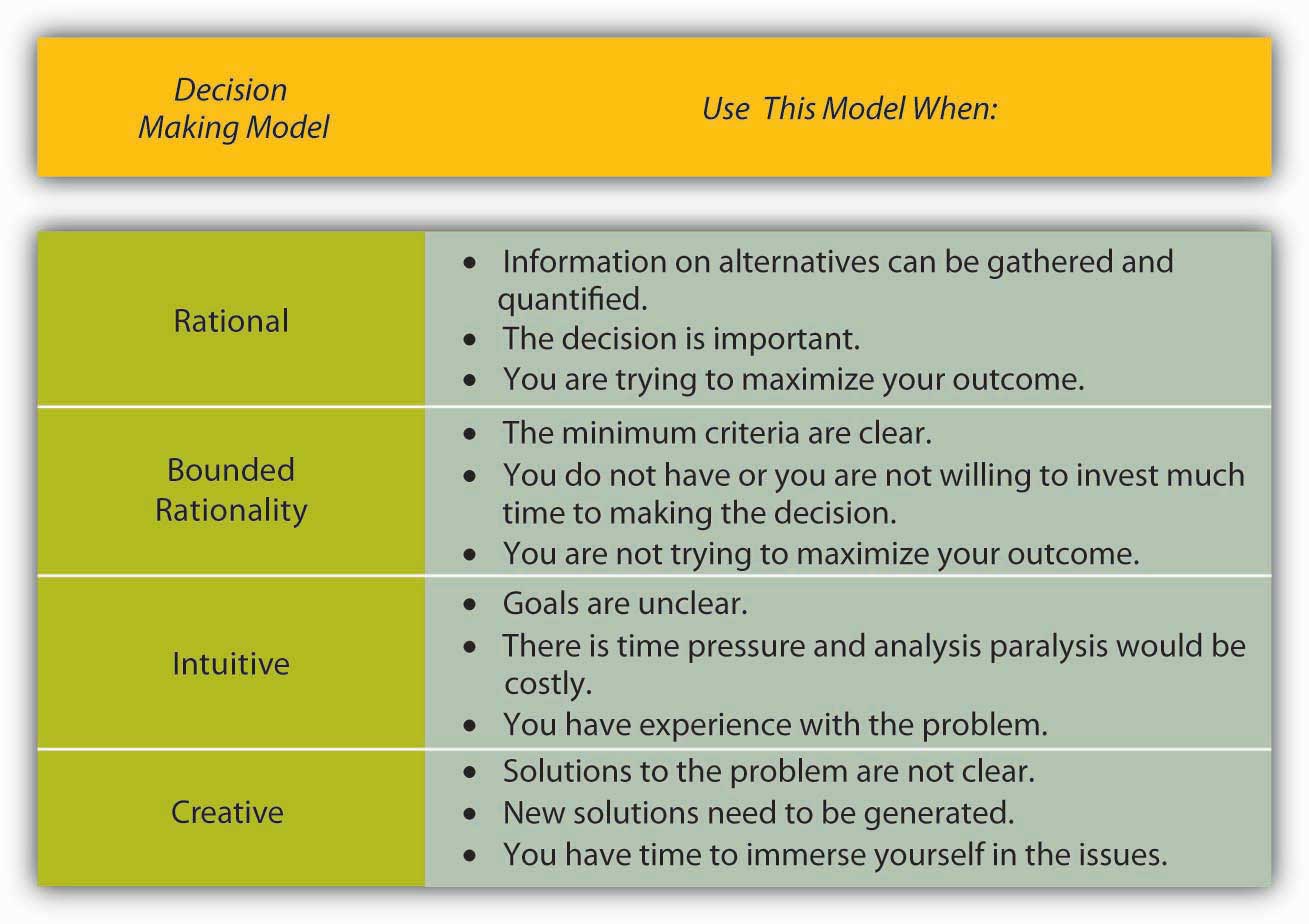 Decision
Making Model
Use This Model When:
Rational
• Information on alternatives can be gathered and
quantified.
• The decision is important.
• You are trying to maximize your outcome.
Bounded
Rationality
• The minimum criteria are clear.
• You do not have or you are not willing to invest much
time to making the decision.
• You are not trying to maximize your outcome.
Intuitive
• Goals are unclear.
• There is time pressure and analysis paralysis would be
costly.
• You have experience with the problem.
Creative
• Solutions to the problem are not clear.
• New solutions need to be generated.
• You have time to immerse yourself in the issues.